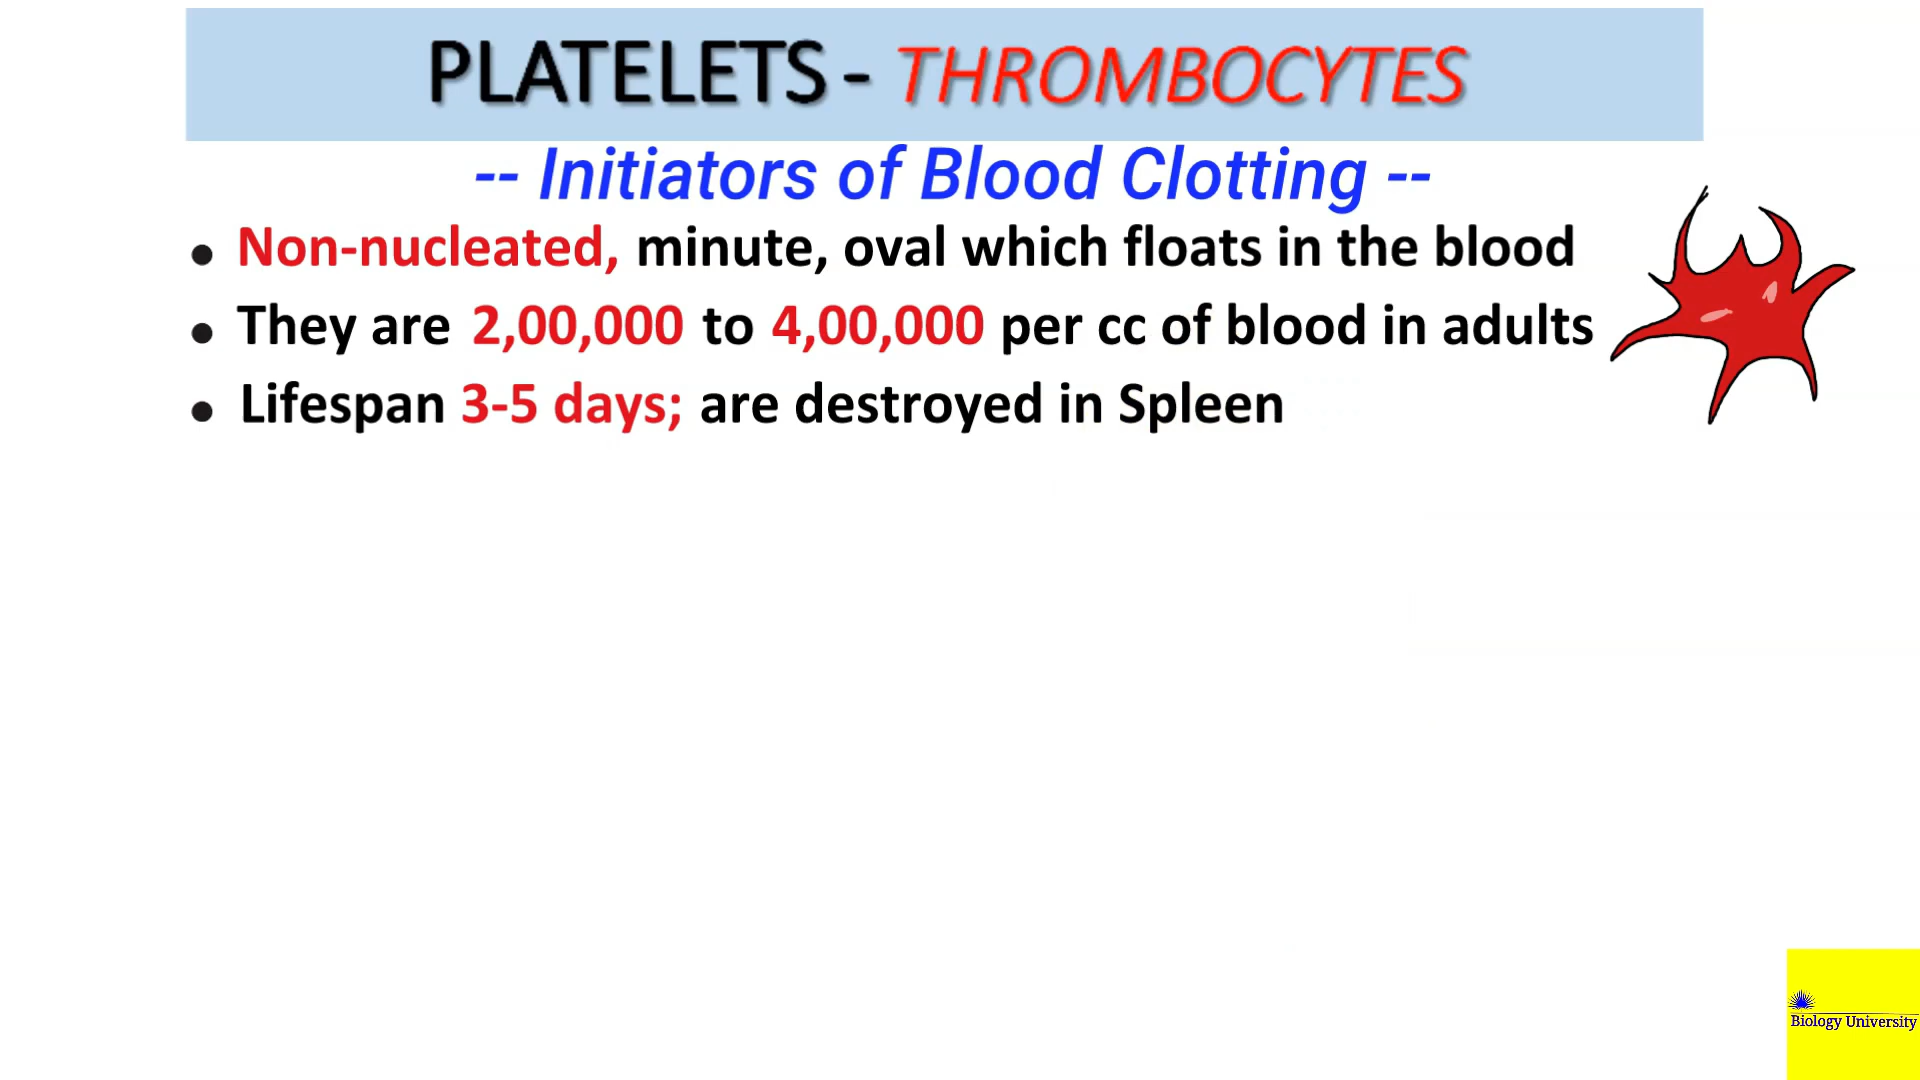 PLATELETS - THROMBOCYTES
-- Initiators of Blood Clotting --
• Non-nucleated, minute, oval which floats in the blood
• They are 2,00,000 to 4,00,000 per cc of blood in adults
• Lifespan 3-5 days; are destroyed in Spleen
Biology University